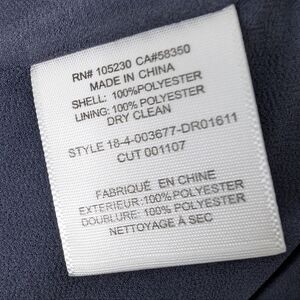 RN# 105230 CA#58350
MADE IN CHINA
SHELL: 100%POLYESTER
LINING: 100% POLYESTER
DRY CLEAN
STYLE 18-4-003677-DR01611
CUT 001107
FABRIQUÉ EN CHINE
EXTERIEUR:100%POLYESTER
DOUBLURE: 100% POLYESTER
NETTOYAGE À SEC